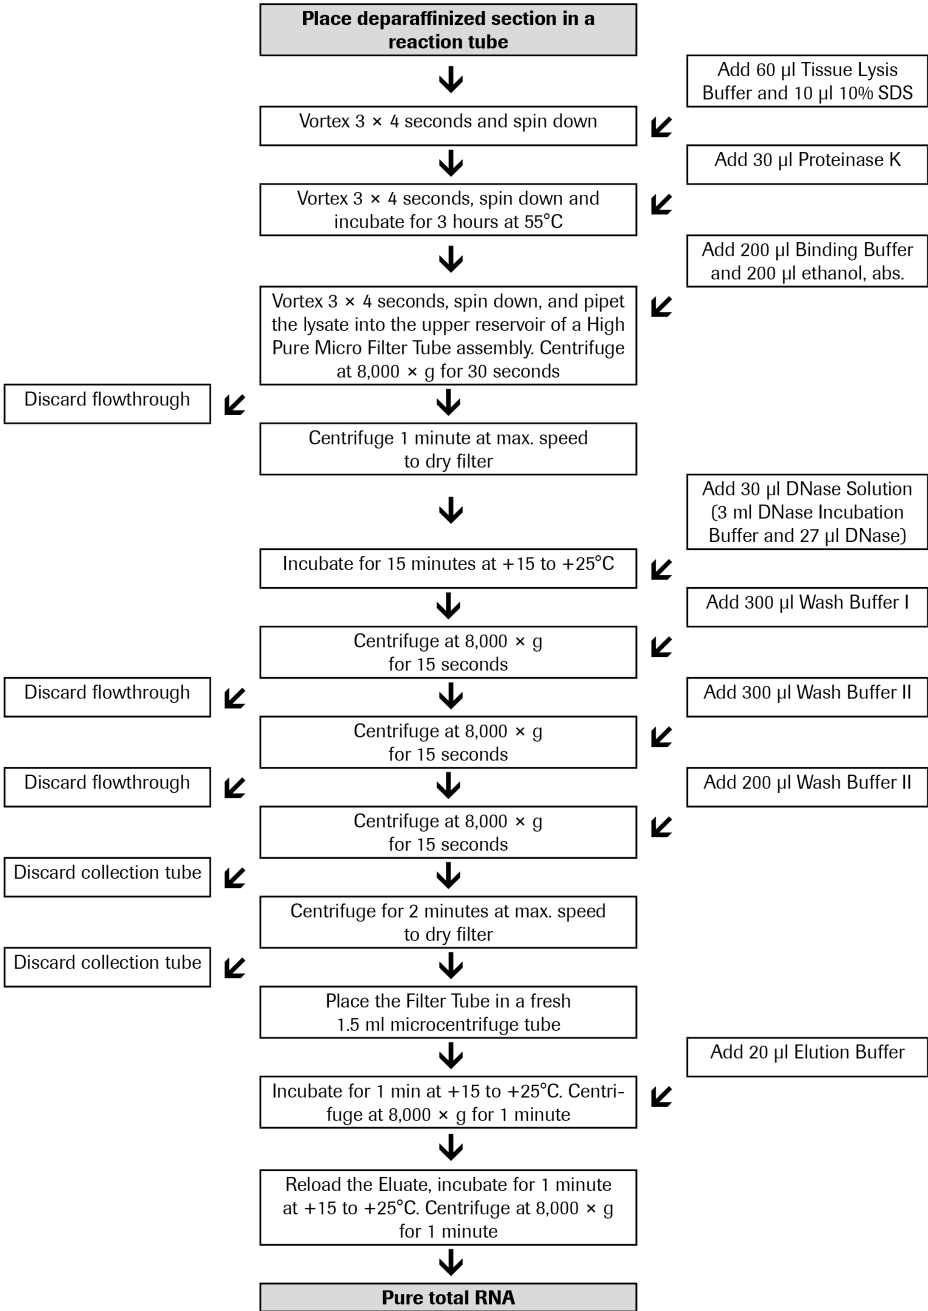 Place deparaffinized section in a
reaction tube
Add 60 µl Tissue Lysis
Buffer and 10 µl 10% SDS
Vortex 3 × 4 seconds and spin down
Add 30 µl Proteinase K
Vortex 3 × 4 seconds, spin down and
incubate for 3 hours at 55°C
Add 200 µl Binding Buffer
and 200 µl ethanol, abs.
Vortex 3 × 4 seconds, spin down, and pipet
the lysate into the upper reservoir of a High
Pure Micro Filter Tube assembly. Centrifuge
at 8,000 × g for 30 seconds
Discard flowthrough
Centrifuge 1 minute at max. speed
to dry filter
Add 30 µl DNase Solution
(3 ml DNase Incubation
Buffer and 27 µl DNase)
Incubate for 15 minutes at +15 to +25°C
Add 300 µl Wash Buffer I
Centrifuge at 8,000 × g
for 15 seconds
Discard flowthrough
Add 300 µl Wash Buffer II
Centrifuge at 8,000 × g
for 15 seconds
Discard flowthrough
Add 200 µl Wash Buffer II
Centrifuge at 8,000 × g
for 15 seconds
Discard collection tube
Centrifuge for 2 minutes at max. speed
to dry filter
Discard collection tube
Place the Filter Tube in a fresh
1.5 ml microcentrifuge tube
Add 20 µl Elution Buffer
Incubate for 1 min at +15 to +25°C. Centri-
fuge at 8,000 × g for 1 minute
Reload the Eluate, incubate for 1 minute
at +15 to +25°C. Centrifuge at 8,000 × g
for 1 minute
Pure total RNA